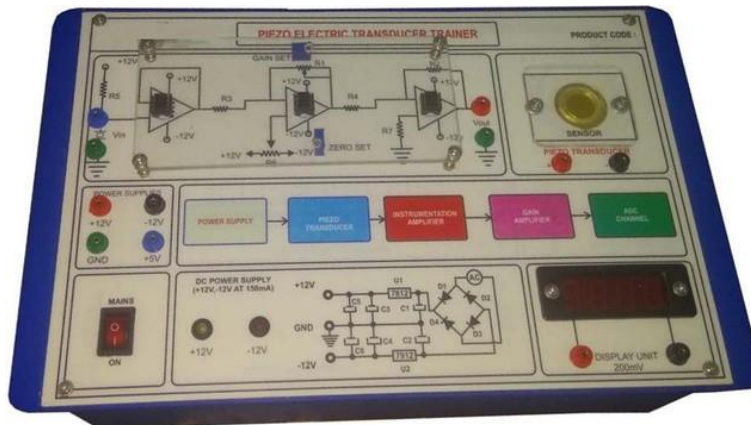 PIEZO ELECTRIC TRANSDUCER TRAINER
PRODUCT CODE :
GAIN SET
+12V
+12V
R1
+12V
R2
R5
R3
R4
Vin
-12V
+12V
-12V
ZERO SET
R7
-12V
Vout
SENSOR
PIEZO TRANSDUCER
POWER SUPPLIES
+12V
-12V
GND
+5V
POWER SUPPLY
PIEZO TRANSDUCER
INSTRUMENTATION AMPLIFIER
GAIN AMPLIFIER
ADC CHANNEL
MAINS
ON
DC POWER SUPPLY
(+12V,-12V AT 150mA)
+12V
-12V
+12V
GND
-12V
U1
7812
C5
C3
C1
C6
C4
C2
7912
U2
AC
D1
D2
D4
D3
DISPLAY UNIT
200mV